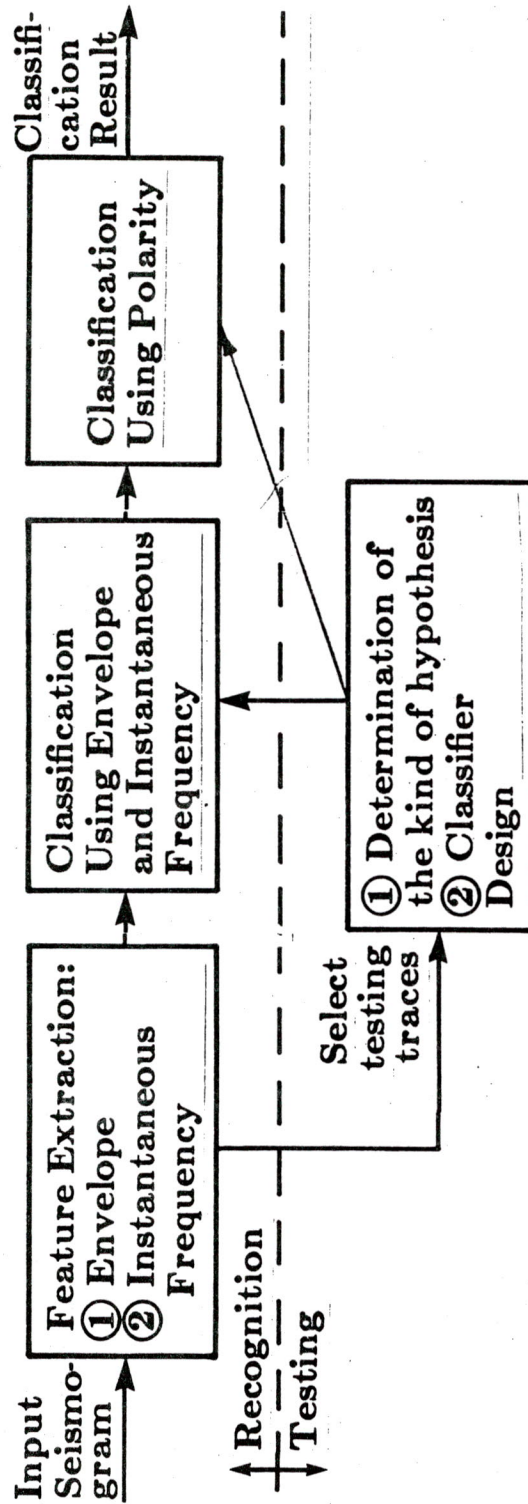 Input
Seismo-
gram
Feature Extraction:
① Envelope
② Instantaneous
Frequency
Classification
Using Envelope
and Instantaneous
Frequency
Classification
Using Polarity
Classifi-
cation
Result
Recognition
Testing
Select
testing
traces
① Determination of
the kind of hypothesis
② Classifier
Design